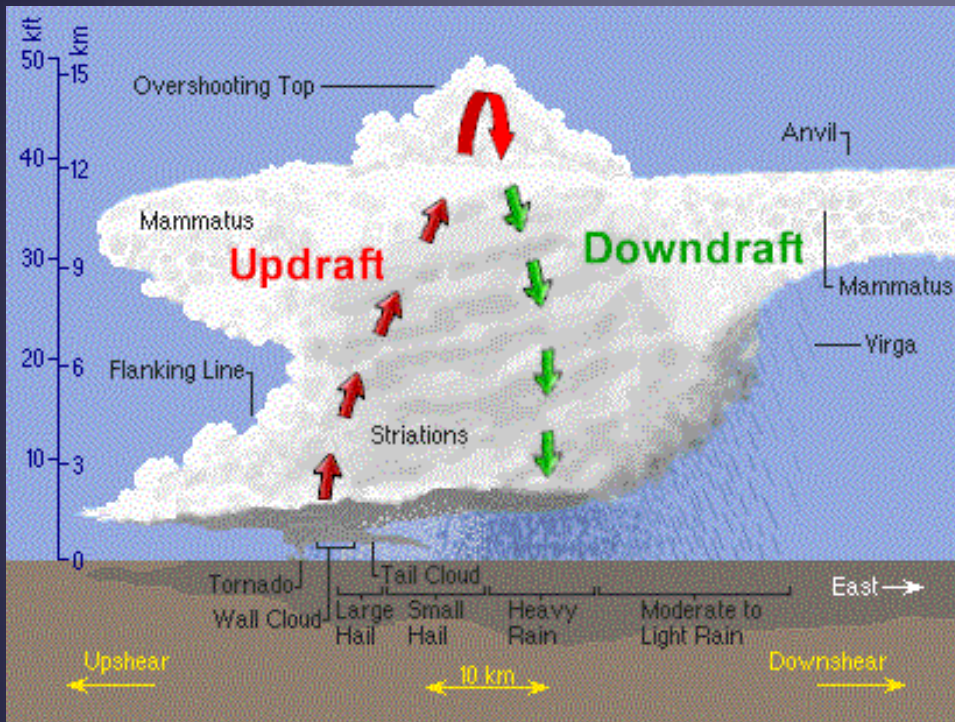 kft
km
50
15
Overshooting Top
Anvil
40
12
Mammatus
Updraft
Downdraft
30
9
Mammatus
20
6
Virga
Flanking Line
Striations
10
3
0
Tornado
Tail Cloud
East
Wall Cloud
Large
Hail
Small
Hail
Heavy
Rain
Moderate to
Light Rain
Upshear
10 km
Downshear